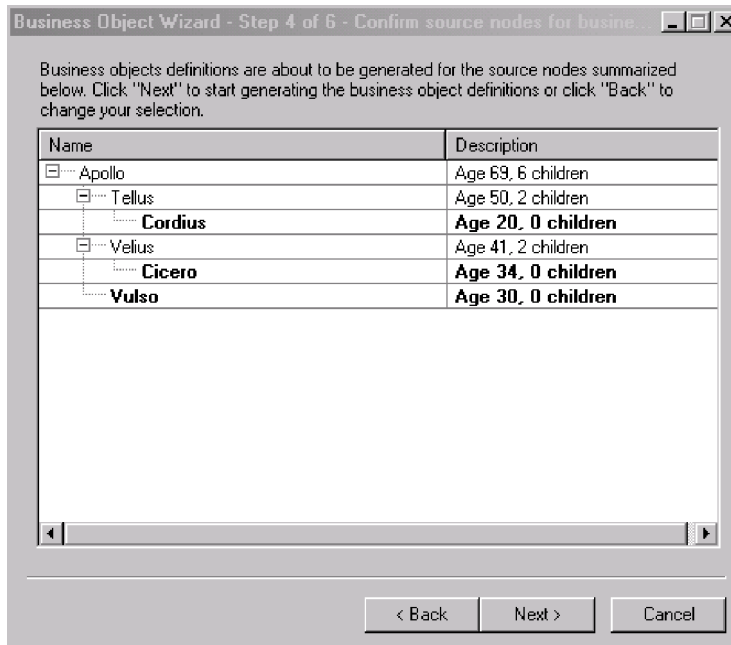 Business Object Wizard - Step 4 of 6 - Confirm source nodes for busine...
Business objects definitions are about to be generated for the source nodes summarized
below. Click "Next" to start generating the business object definitions or click "Back" to
change your selection.
Name Description
Apollo Age 69, 6 children
Tellus Age 50, 2 children
Cordius Age 20, 0 children
Velius Age 41, 2 children
Cicero Age 34, 0 children
Vulso Age 30, 0 children
< Back Next > Cancel